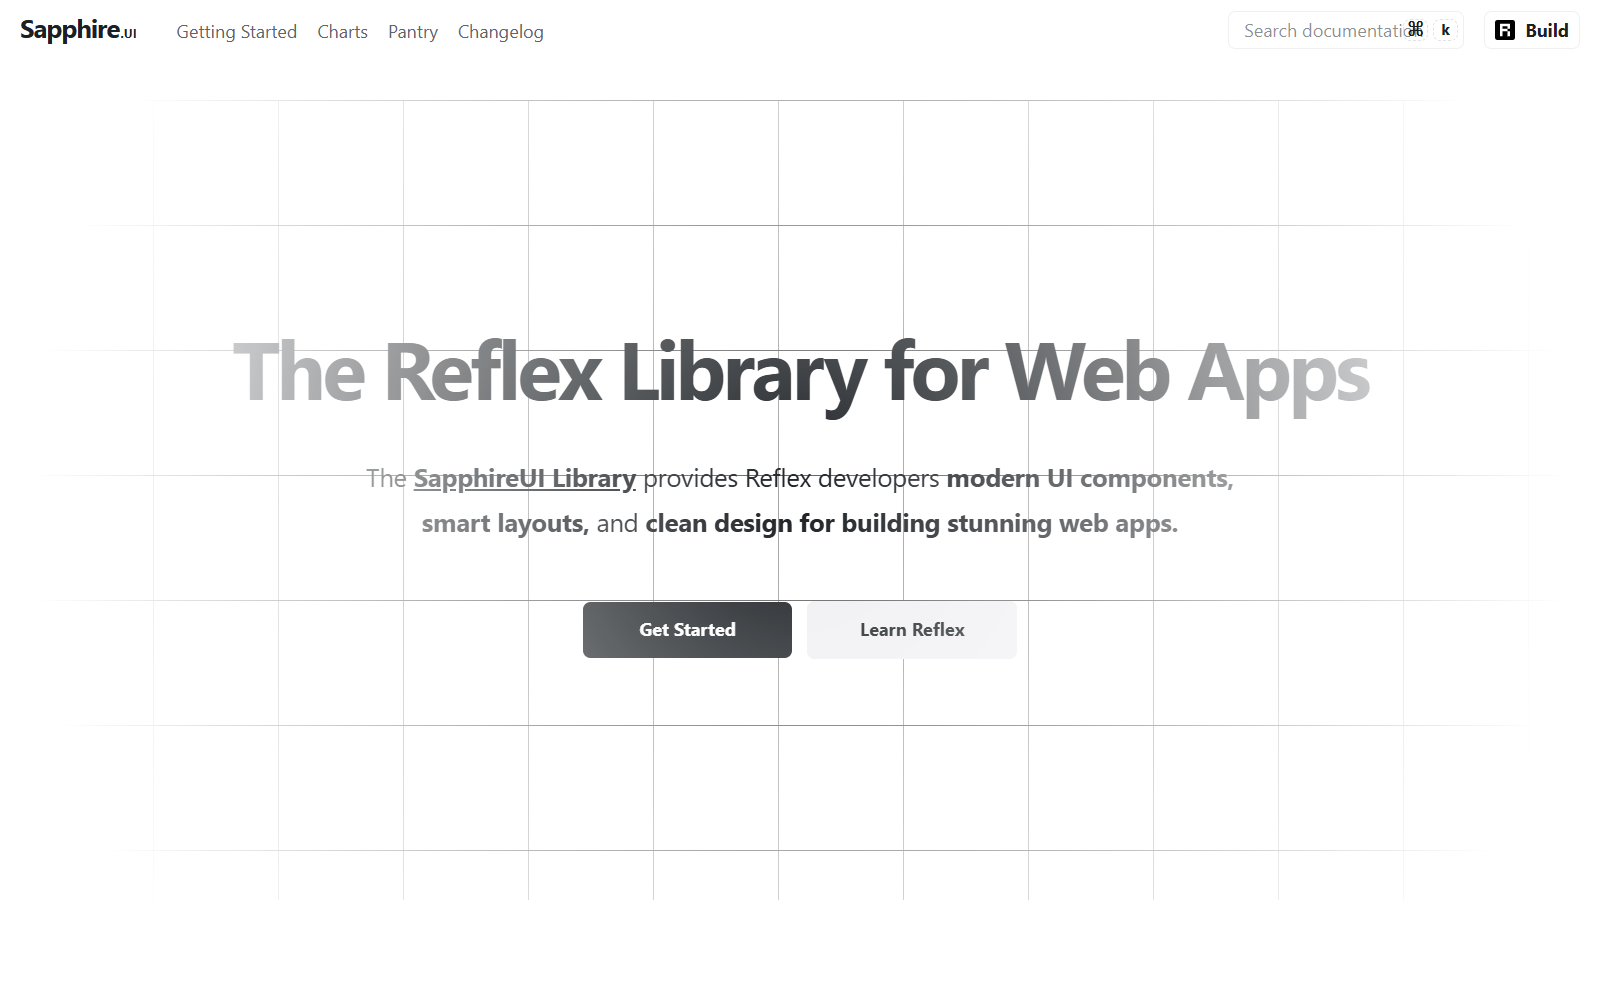 Sapphire.UI
Getting Started
Charts
Pantry
Changelog
Search documentatio
⌘ k
Build
The Reflex Library for Web Apps
The SapphireUI Library provides Reflex developers modern UI components,
smart layouts, and clean design for building stunning web apps.
Get Started
Learn Reflex